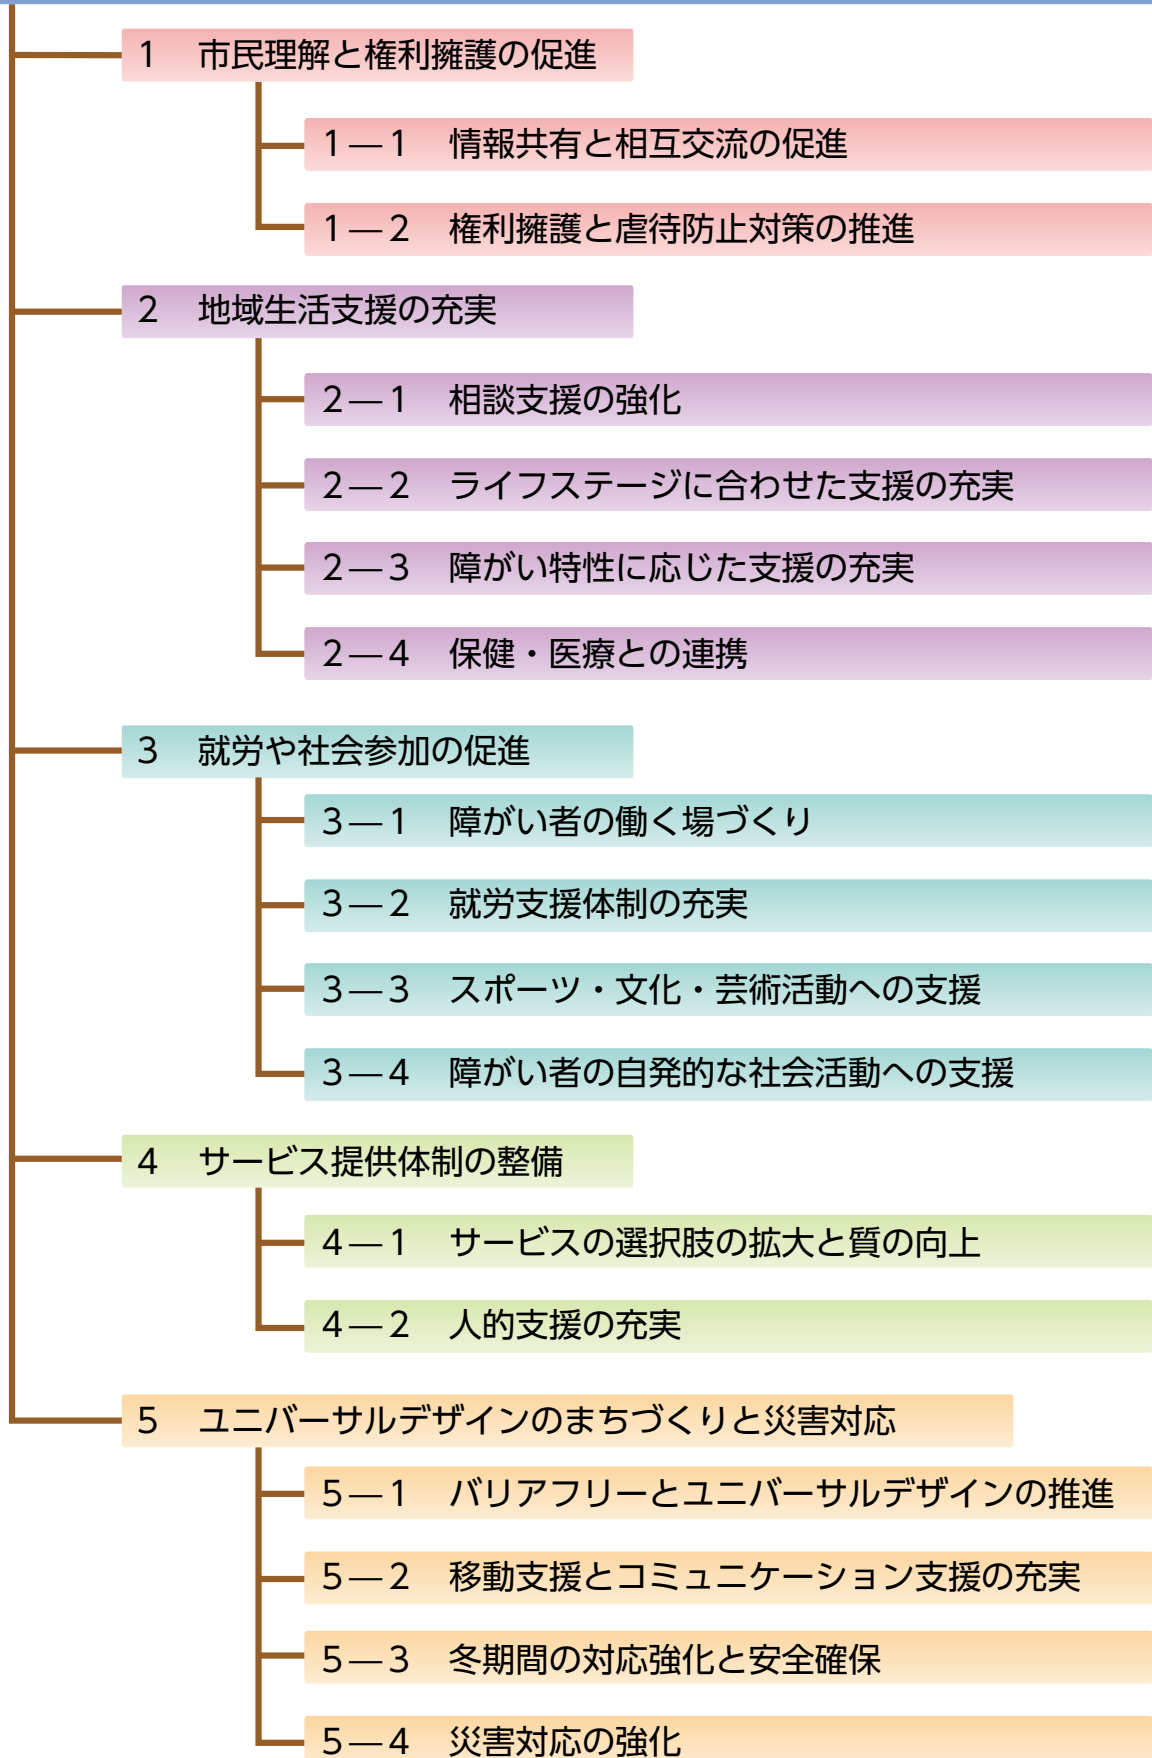 1 市民理解と権利擁護の促進
1―1 情報共有と相互交流の促進
1―2 権利擁護と虐待防止対策の推進
2 地域生活支援の充実
2―1 相談支援の強化
2―2 ライフステージに合わせた支援の充実
2―3 障がい特性に応じた支援の充実
2―4 保健・医療との連携
3 就労や社会参加の促進
3―1 障がい者の働く場づくり
3―2 就労支援体制の充実
3―3 スポーツ・文化・芸術活動への支援
3―4 障がい者の自発的な社会活動への支援
4 サービス提供体制の整備
4―1 サービスの選択肢の拡大と質の向上
4―2 人的支援の充実
5 ユニバーサルデザインのまちづくりと災害対応
5―1 バリアフリーとユニバーサルデザインの推進
5―2 移動支援とコミュニケーション支援の充実
5―3 冬期間の対応強化と安全確保
5―4 災害対応の強化